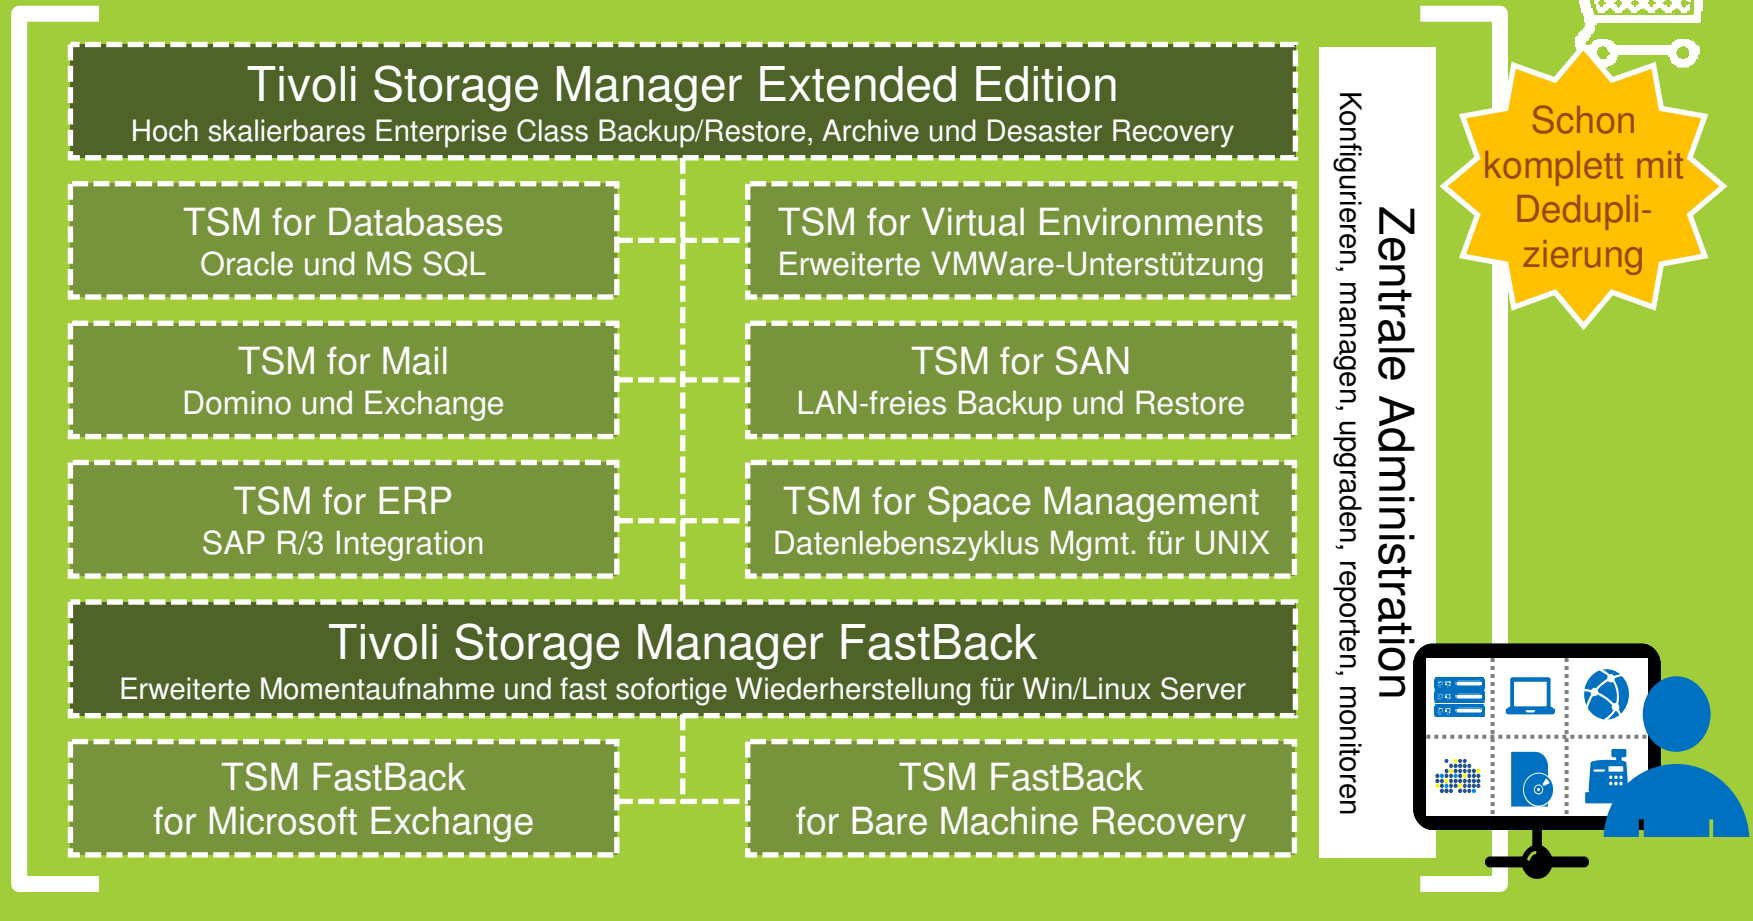 Tivoli Storage Manager Extended Edition
Hoch skalierbares Enterprise Class Backup/Restore, Archive und Desaster Recovery
TSM for Databases
Oracle und MS SQL
TSM for Virtual Environments
Erweiterte VMWare-Unterstützung
TSM for Mail
Domino und Exchange
TSM for SAN
LAN-freies Backup und Restore
TSM for ERP
SAP R/3 Integration
TSM for Space Management
Datenlebenszyklus Mgmt. für UNIX
Tivoli Storage Manager FastBack
Erweiterte Momentaufnahme und fast sofortige Wiederherstellung für Win/Linux Server
TSM FastBack
for Microsoft Exchange
TSM FastBack
for Bare Machine Recovery
Zentrale Administration
Konfigurieren, managen, upgraden, reporten, monitoren
Schon
komplett mit
Dedupli-
zierung